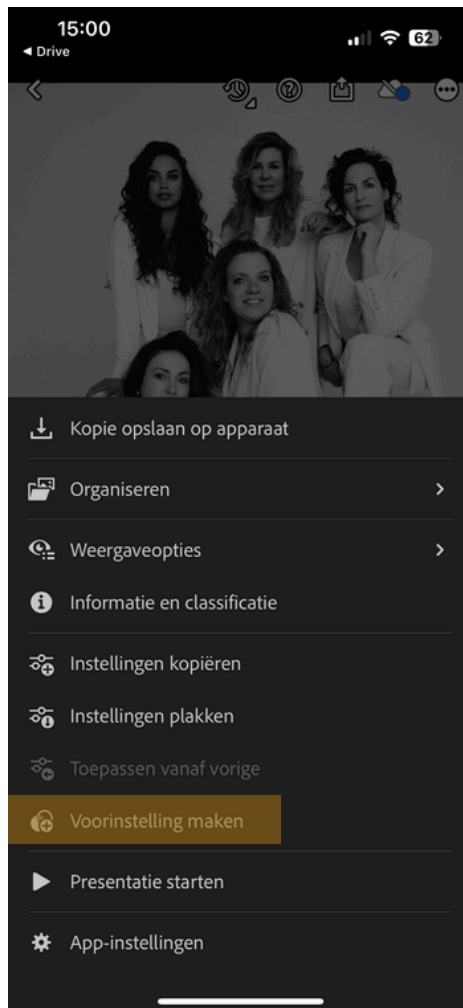 15:00
62
◄ Drive
Kopie opslaan op apparaat
Organiseren
Weergaveopties
Informatie en classificatie
Instellingen kopiëren
Instellingen plakken
Toepassen vanaf vorige
Voorinstelling maken
Presentatie starten
App-instellingen